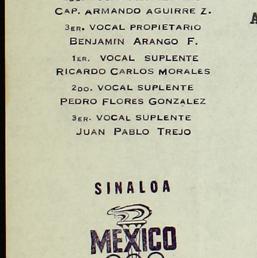 CAP. ARMANDO AGUIRRE Z.
3ER. VOCAL PROPIETARIO
BENJAMIN ARANGO F.
1ER. VOCAL SUPLENTE
RICARDO CARLOS MORALES
2DO. VOCAL SUPLENTE
PEDRO FLORES GONZALEZ
3ER. VOCAL SUPLENTE
JUAN PABLO TREJO
SINALOA
MEXICO